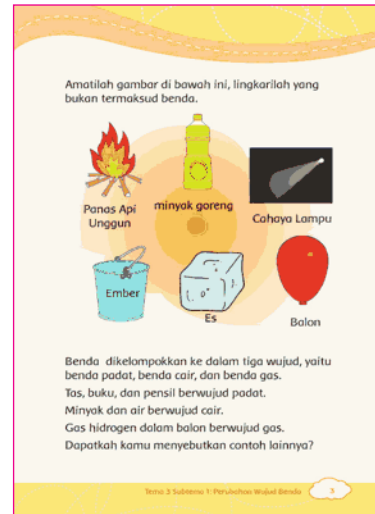 Amatilah gambar di bawah ini, lingkarilah yang
bukan termaksud benda.
Panas Api
Unggun
minyak goreng
Cahaya Lampu
Ember
Es
Balon
Benda dikelompokkan ke dalam tiga wujud, yaitu
benda padat, benda cair, dan benda gas.
Tas, buku, dan pensil berwujud padat.
Minyak dan air berwujud cair.
Gas hidrogen dalam balon berwujud gas.
Dapatkah kamu menyebutkan contoh lainnya?
Tema 3 Subtema 1: Perubahan Wujud Benda
3